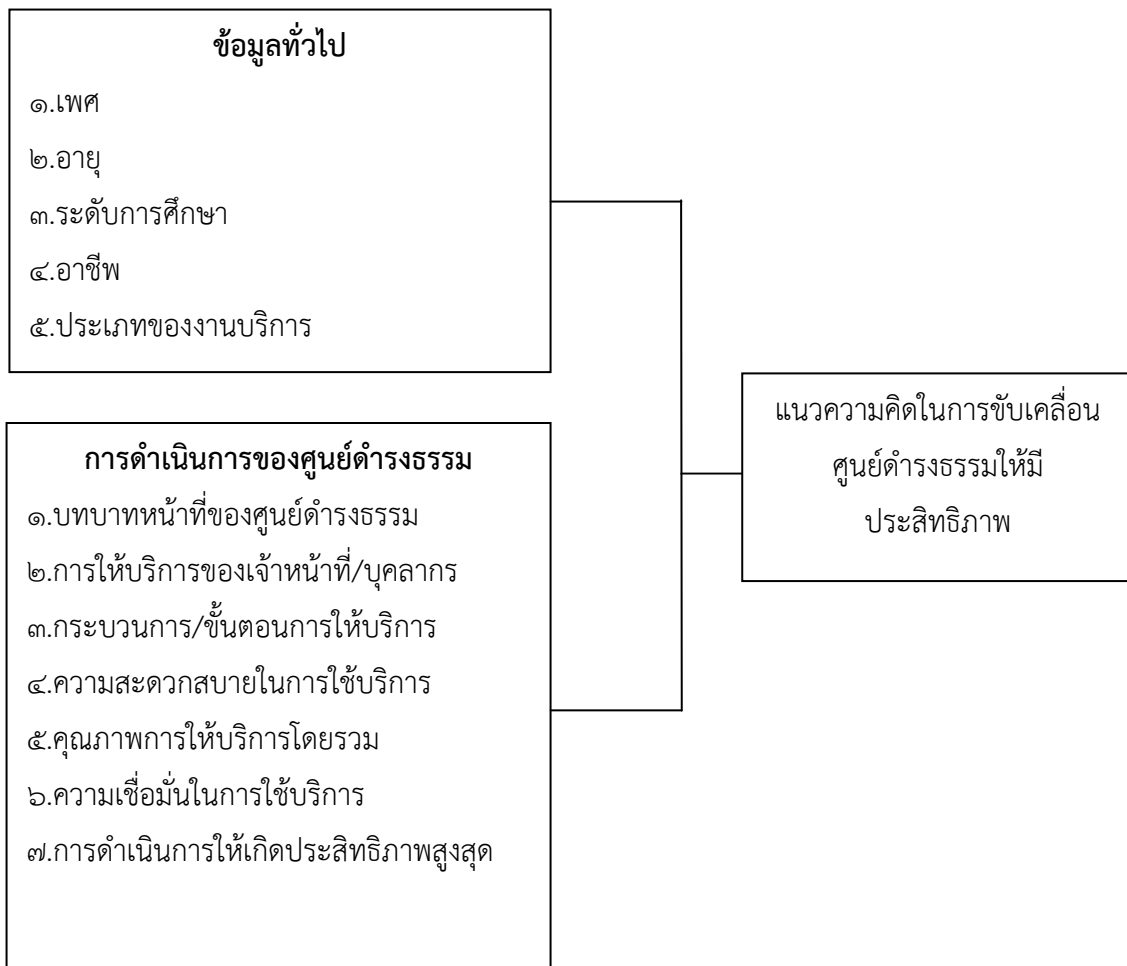 ข้อมูลทั่วไป
๑.เพศ
๒.อายุ
๓.ระดับการศึกษา
๔.อาชีพ
๕.ประเภทของงานบริการ
การดำเนินการของศูนย์ดำรงธรรม
๑.บทบาทหน้าที่ของศูนย์ดำรงธรรม
๒.การให้บริการของเจ้าหน้าที่/บุคลากร
๓.กระบวนการ/ขั้นตอนการให้บริการ
๔.ความสะดวกสบายในการใช้บริการ
๕.คุณภาพการให้บริการโดยรวม
๖.ความเชื่อมั่นในการใช้บริการ
๗.การดำเนินการให้เกิดประสิทธิภาพสูงสุด
แนวความคิดในการขับเคลื่อน
ศูนย์ดำรงธรรมให้มี
ประสิทธิภาพ